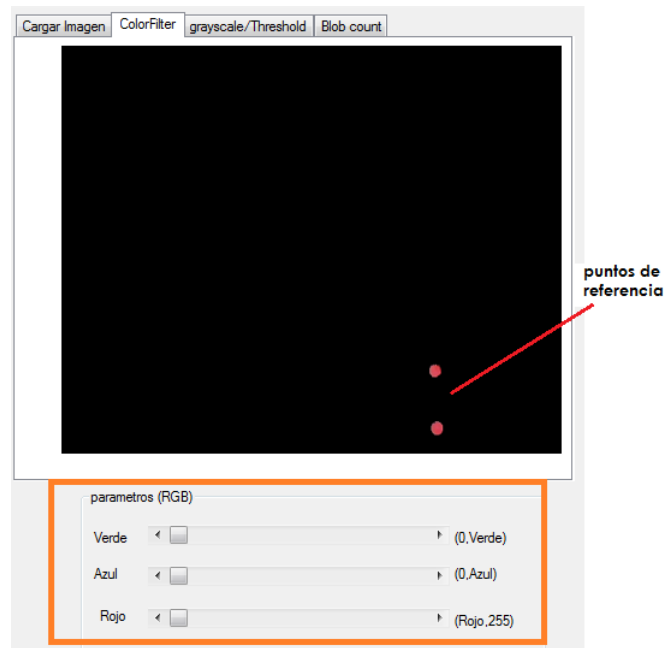 Cargar Imagen ColorFilter grayscale/Threshold Blob count
puntos de
referencia
parametros (RGB)
Verde (0,Verde)
Azul (0,Azul)
Rojo (Rojo,255)